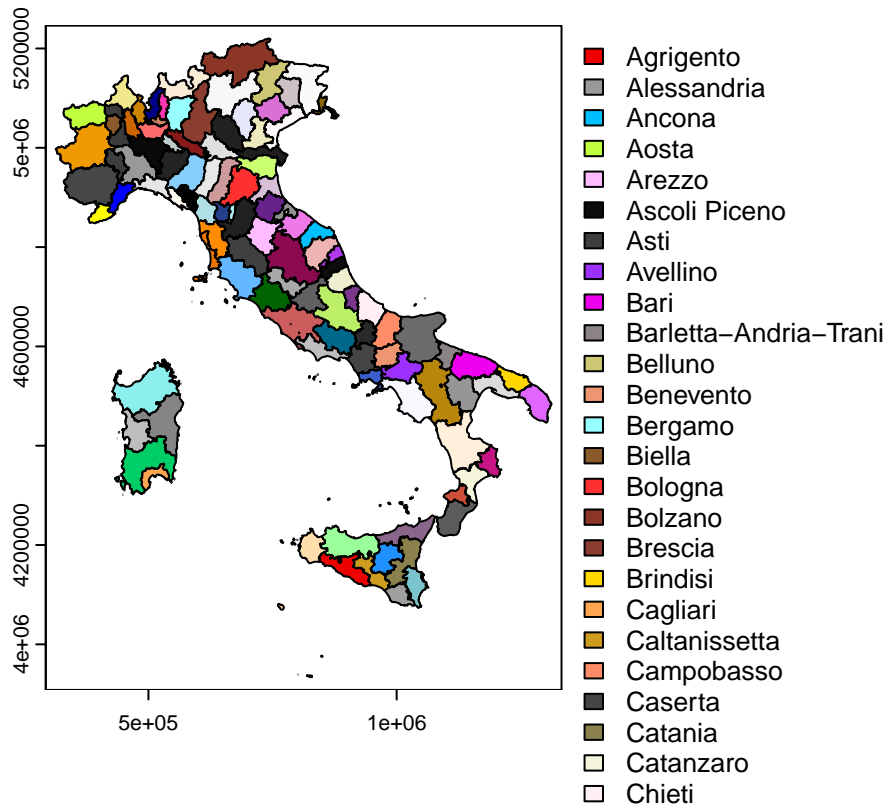 5200000
5e+06
4600000
4200000
4e+06
5e+05
1e+06
Agrigento
Alessandria
Ancona
Aosta
Arezzo
Ascoli Piceno
Asti
Avellino
Bari
Barletta−Andria−Trani
Belluno
Benevento
Bergamo
Biella
Bologna
Bolzano
Brescia
Brindisi
Cagliari
Caltanissetta
Campobasso
Caserta
Catania
Catanzaro
Chieti